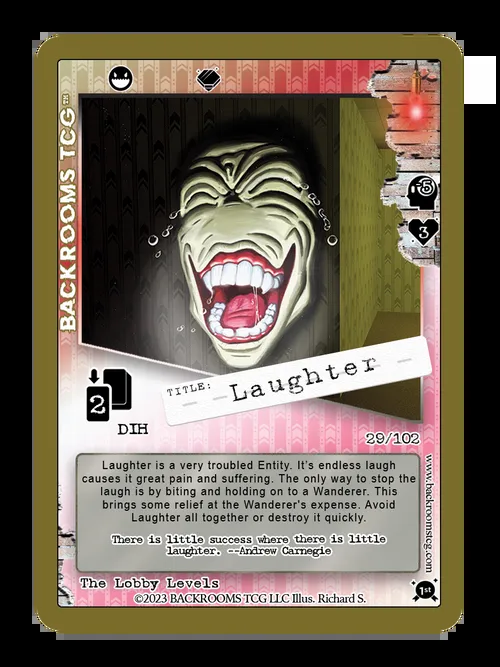 BACKROOMS TCG™
5
3
TITLE: Laughter
2
DIH
29/102
Laughter is a very troubled Entity. It's endless laugh
causes it great pain and suffering. The only way to stop the
laugh is by biting and holding on to a Wanderer. This
brings some relief at the Wanderer's expense. Avoid
Laughter all together or destroy it quickly.
There is little success where there is little
laughter. --Andrew Carnegie
www.backroomstcg.com
The Lobby Levels
©2023 BACKROOMS TCG LLC Illus. Richard S.
1st